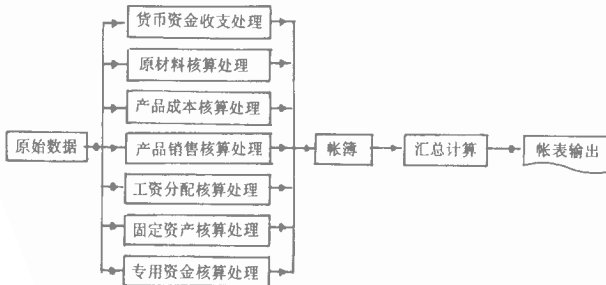 货币资金收支处理
原材料核算处理
产品成本核算处理
原始数据
产品销售核算处理
帐簿
汇总计算
帐表输出
工资分配核算处理
固定资产核算处理
专用资金核算处理